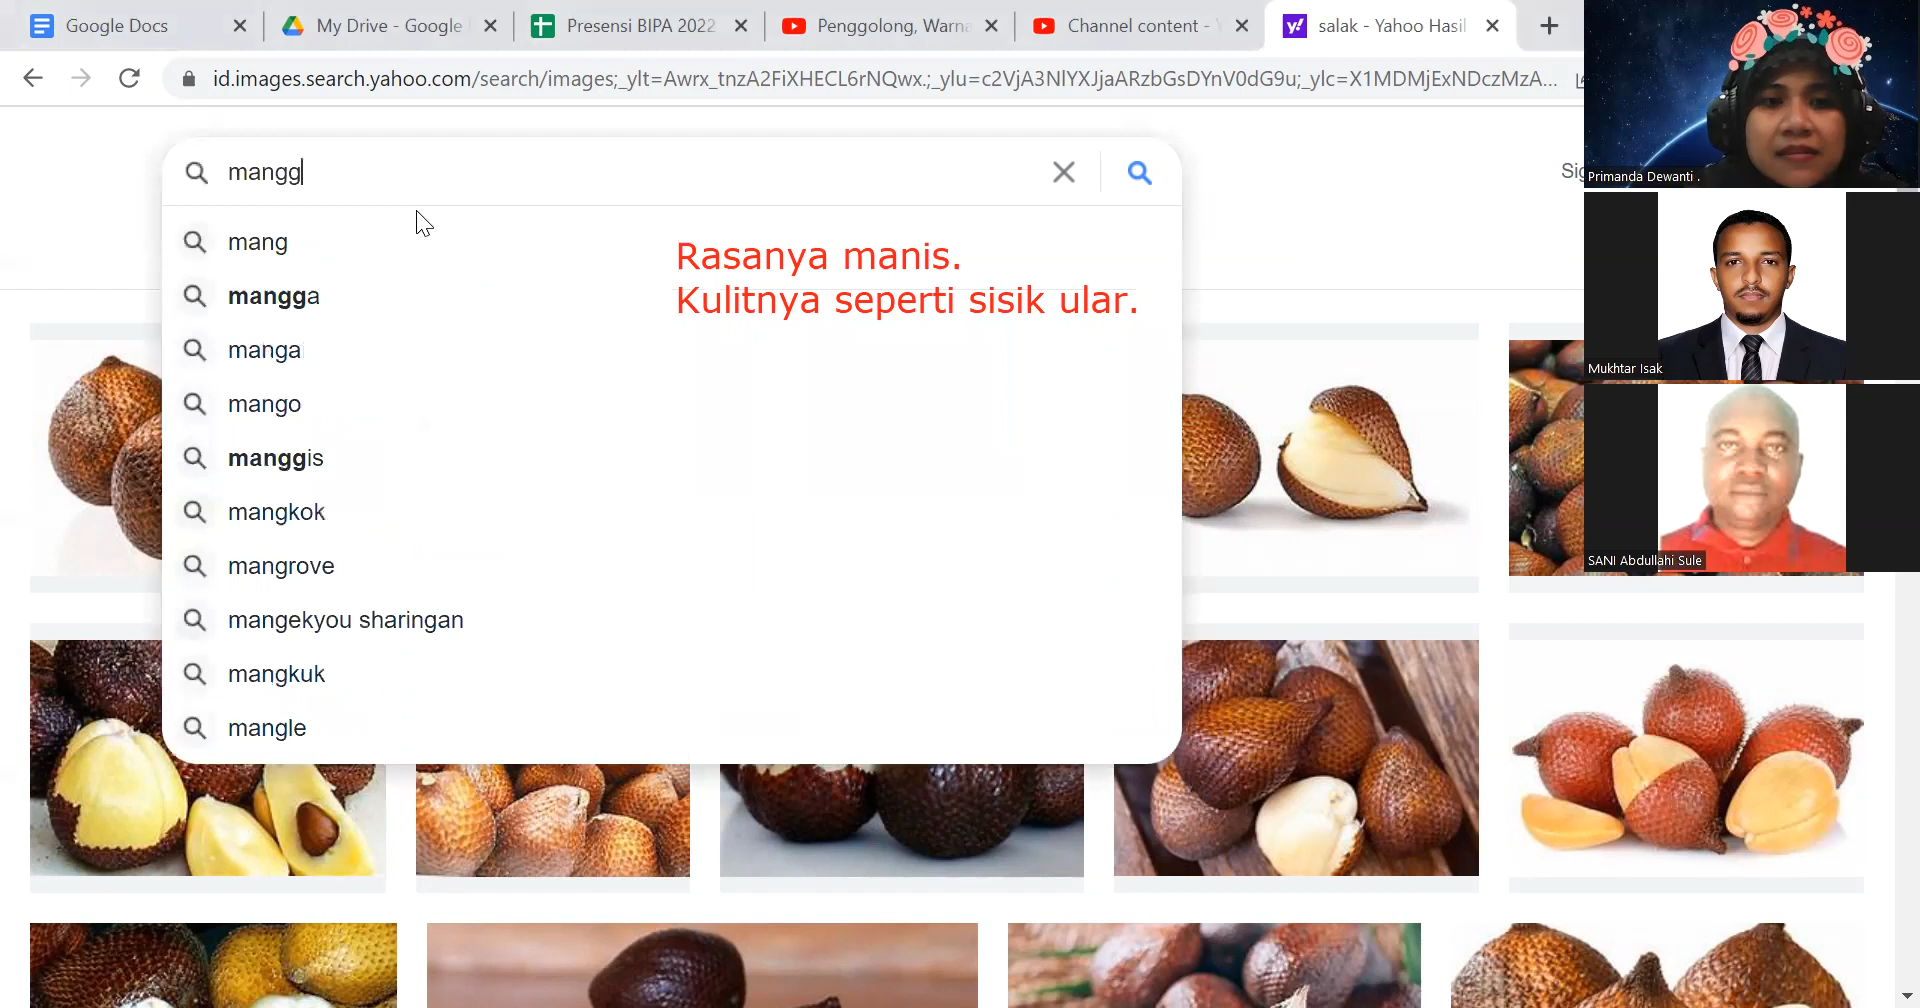 Google Docs
My Drive - Google
Presensi BIPA 2022
Penggolong, Warna
Channel content -
salak - Yahoo Hasil
id.images.search.yahoo.com/search/images;_ylt=Awrx_tnzA2FiXHECL6rNQwx.;_ylu=c2VjA3NlYXJjaARzbGsDYnV0dG9u;_ylc=X1MDMjExNDczMzA...
mangg
mang
mangga
manga
mango
manggis
mangkok
mangrove
mangekyou sharingan
mangkuk
mangle
Rasanya manis.
Kulitnya seperti sisik ular.
Primanda Dewanti .
Mukhtar Isak
SANI Abdullahi Sule